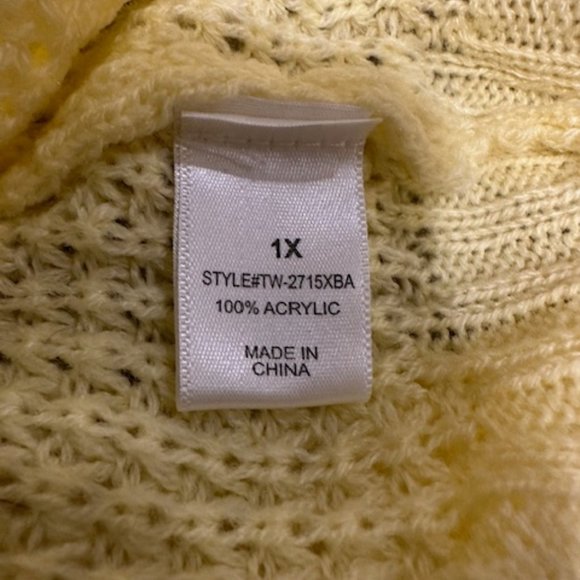 1X
STYLE#TW-2715XBA
100% ACRYLIC
MADE IN
CHINA